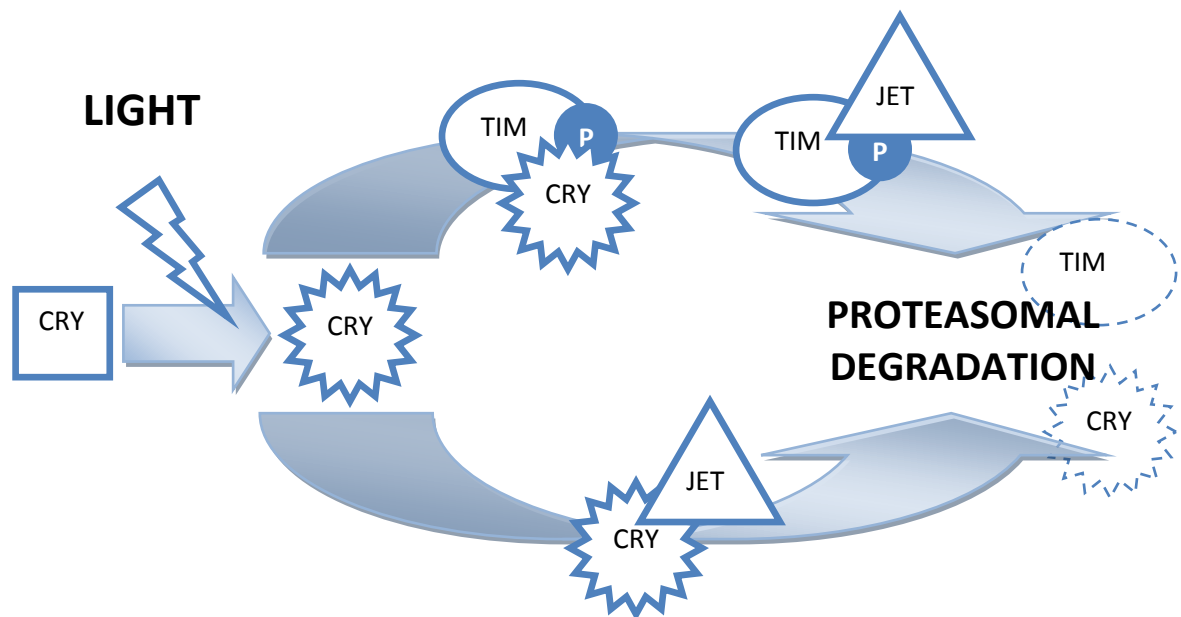 LIGHT
CRY
CRY
TIM
P
CRY
JET
TIM
P
TIM
PROTEASOMAL
DEGRADATION
CRY
JET
CRY